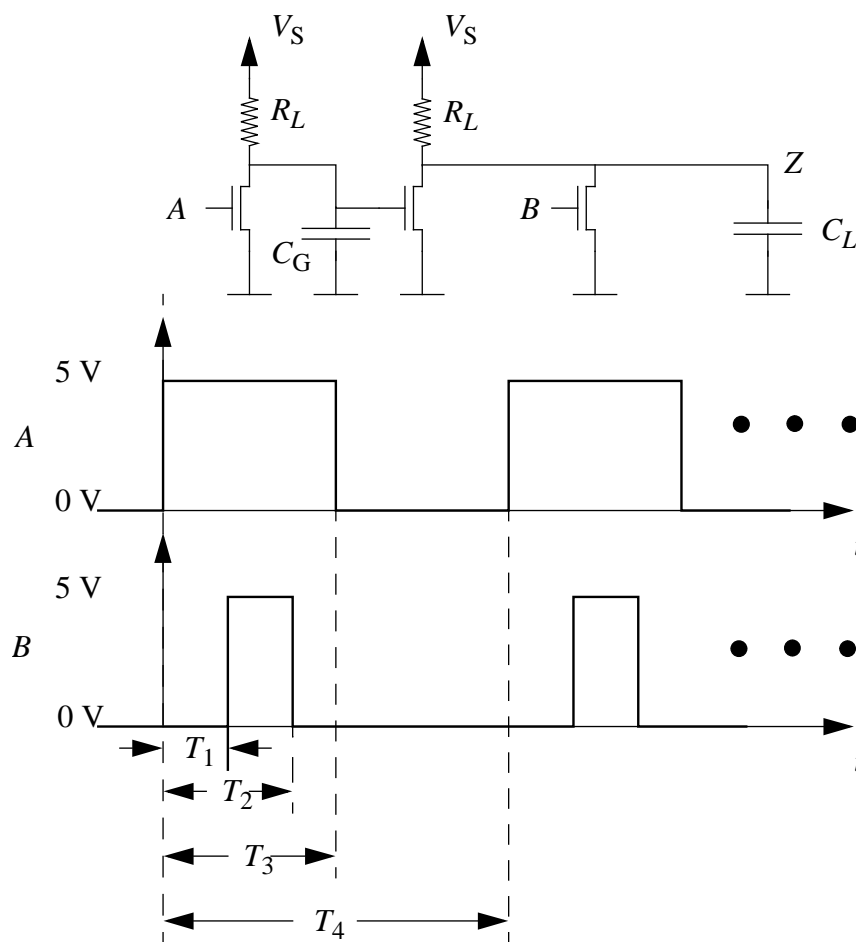 V_S V_S
R_L R_L
A C_G B Z C_L
5 V
A
0 V
t
5 V
B
0 V
t
T_1
T_2
T_3
T_4